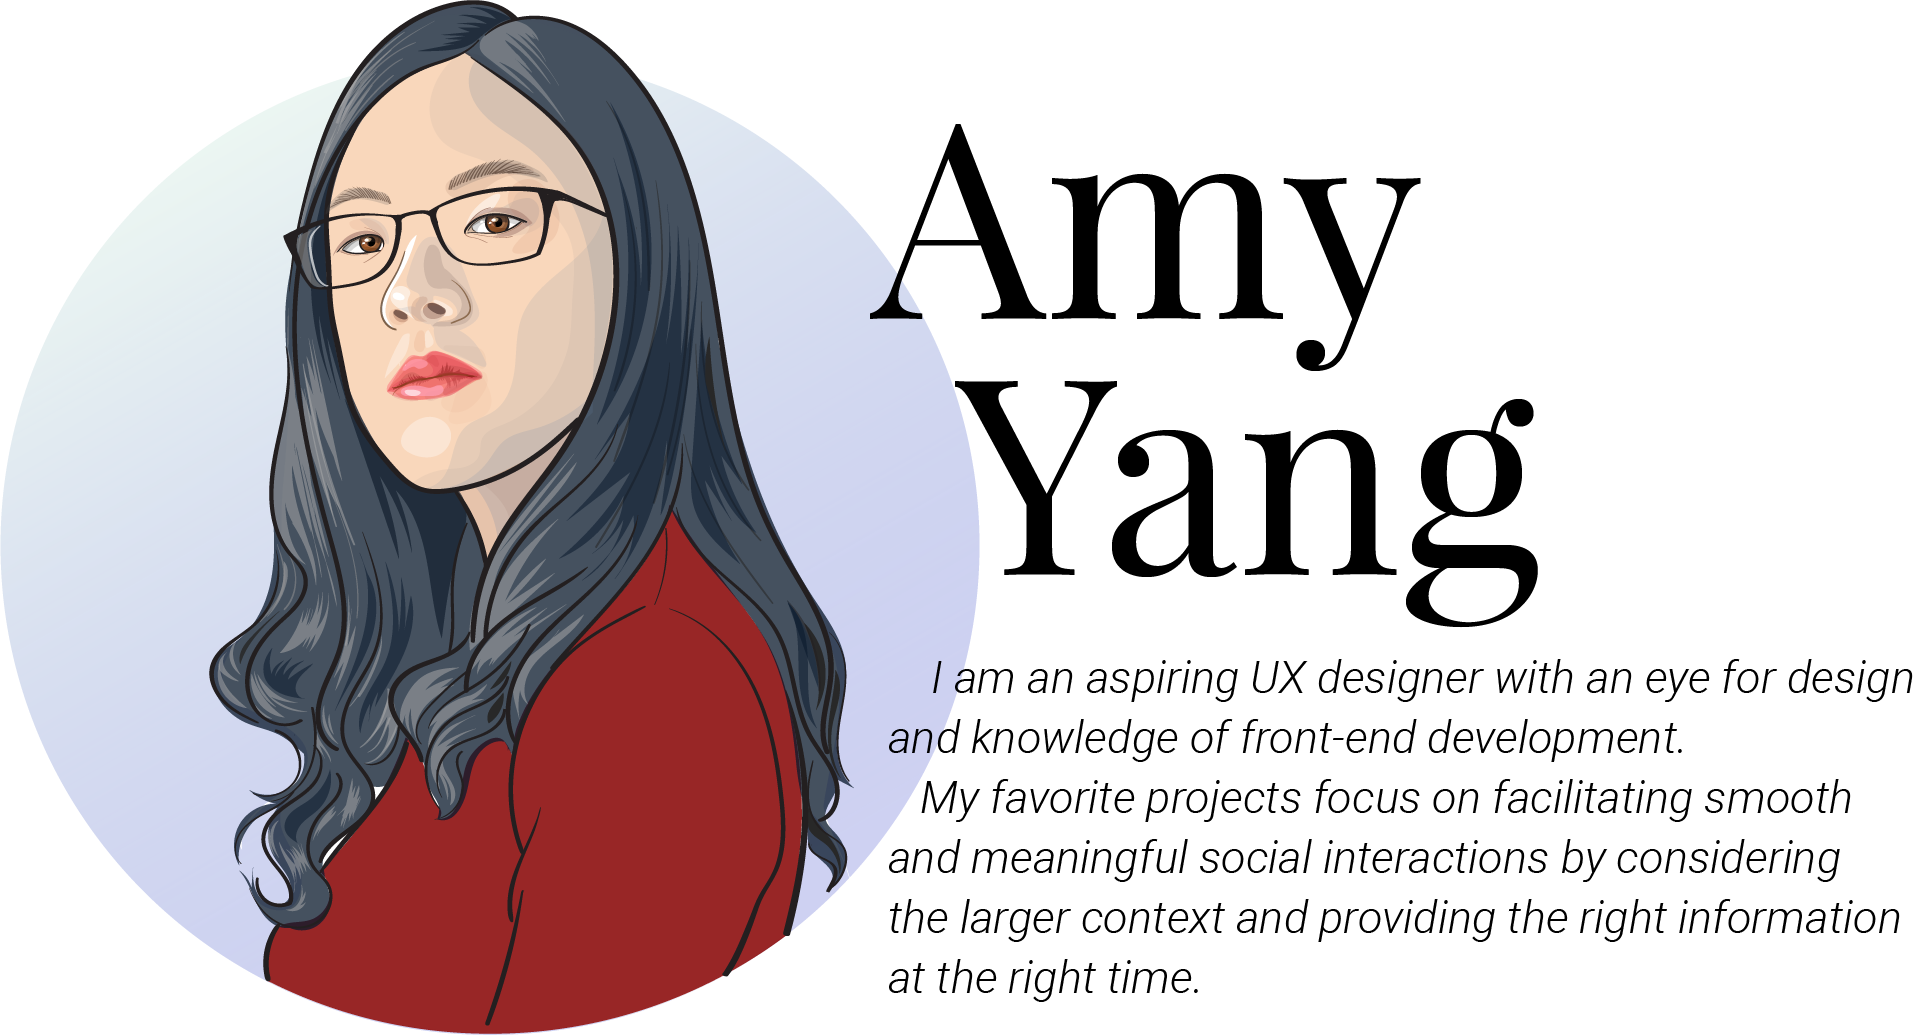 Amy
Yang
I am an aspiring UX designer with an eye for design
and knowledge of front-end development.
My favorite projects focus on facilitating smooth
and meaningful social interactions by considering
the larger context and providing the right information
at the right time.